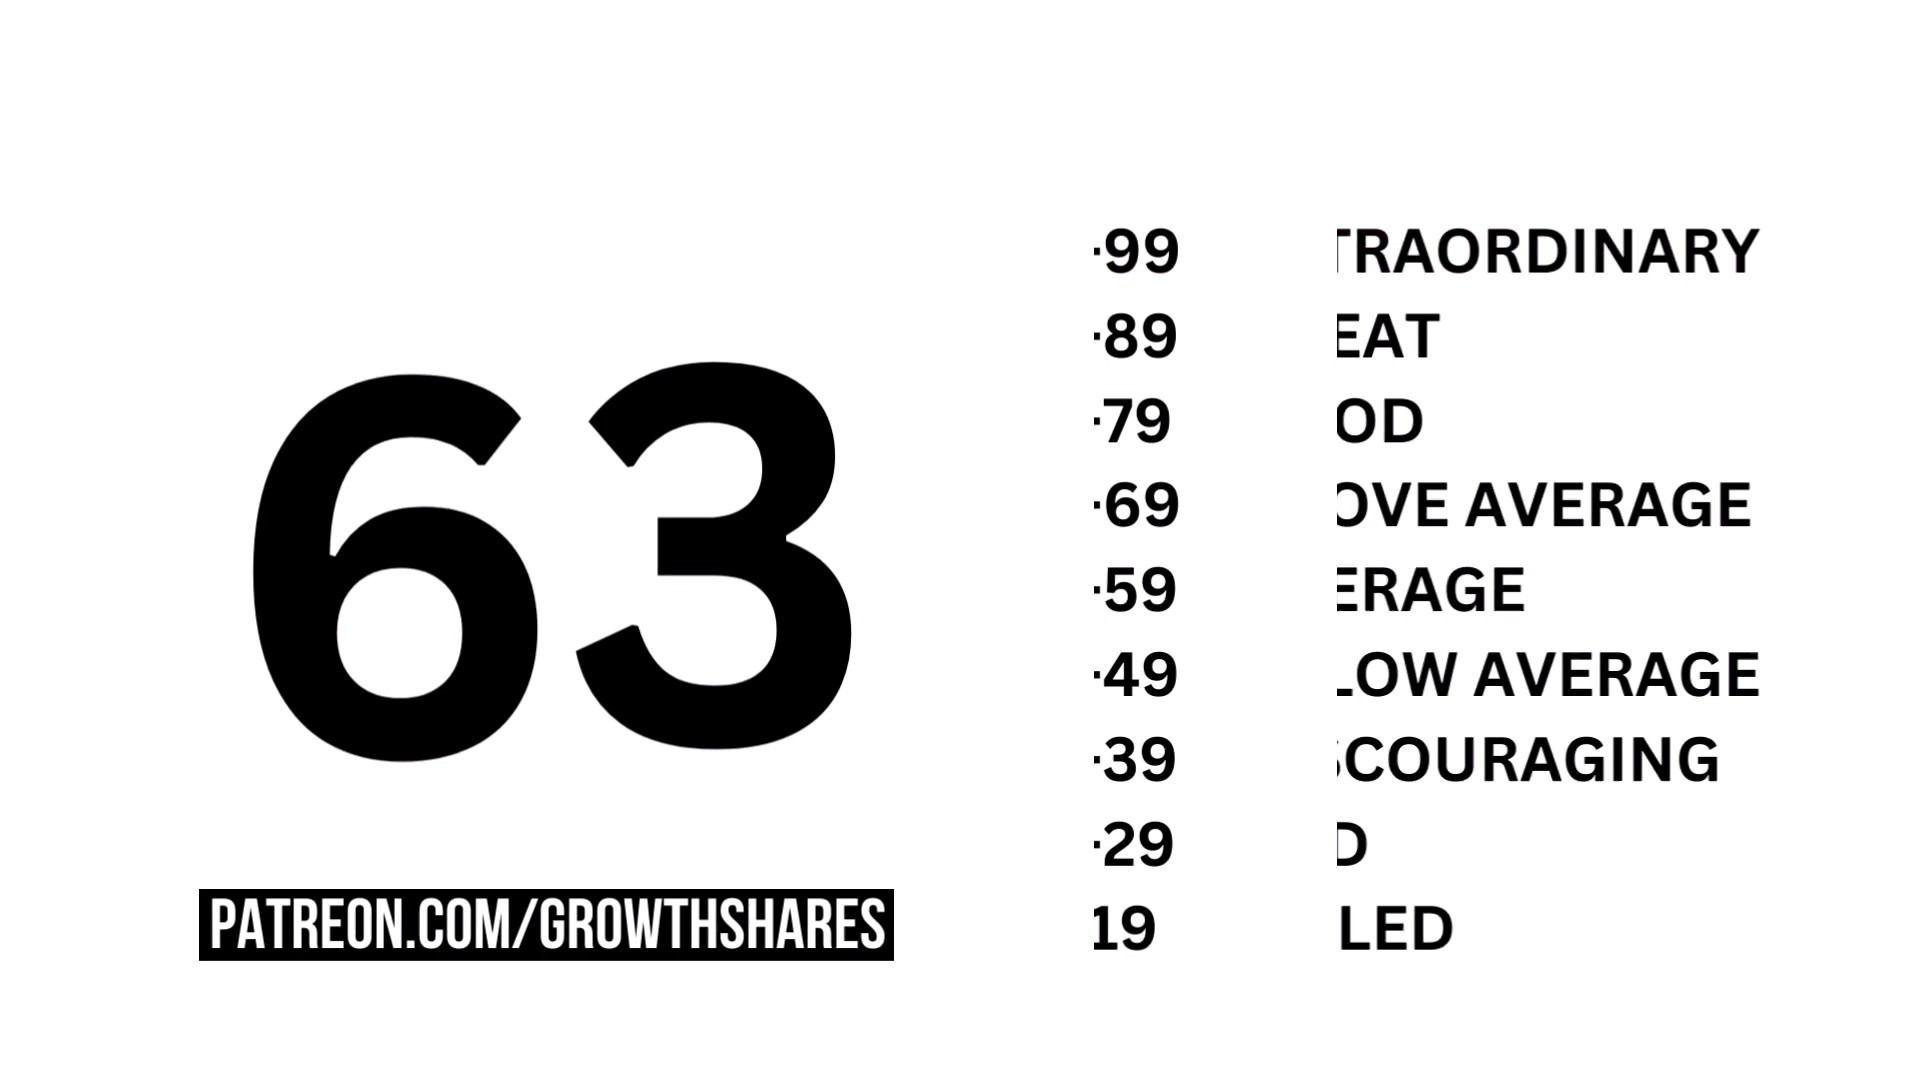 63
PATREON.COM/GROWTHSHARES
-99 TRAORDINARY
-89 EAT
-79 OD
-69 OVE AVERAGE
-59 ERAGE
-49 LOW AVERAGE
-39 SCOURAGING
-29 D
19 LED